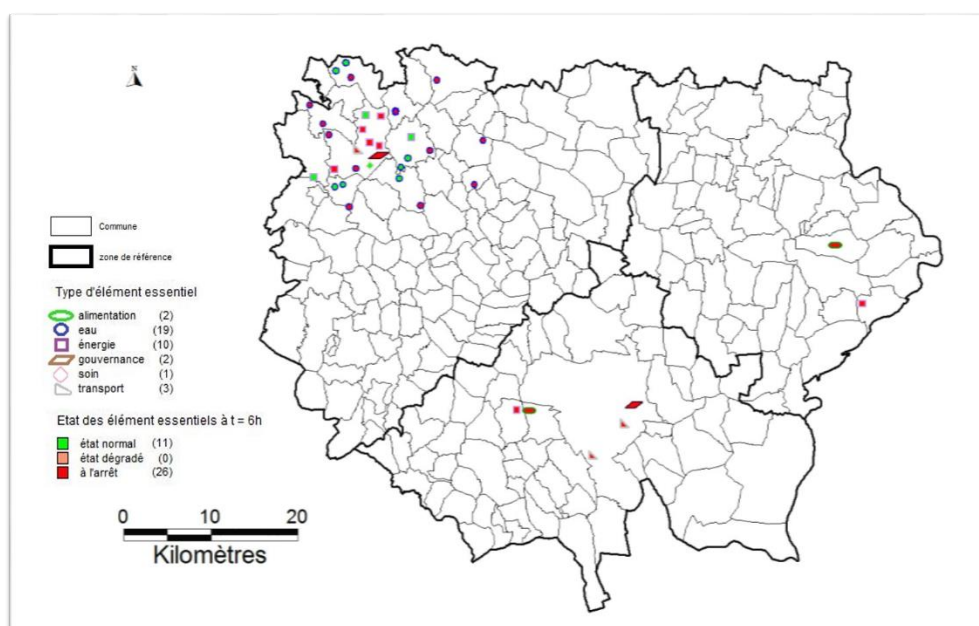 N
Commune
zone de référence
Type d'élément essentiel
alimentation (2)
eau (19)
énergie (10)
gouvernance (2)
soin (1)
transport (3)
Etat des élément essentiels à t = 6h
état normal (11)
état dégradé (0)
à l'arrêt (26)
0 10 20
Kilomètres